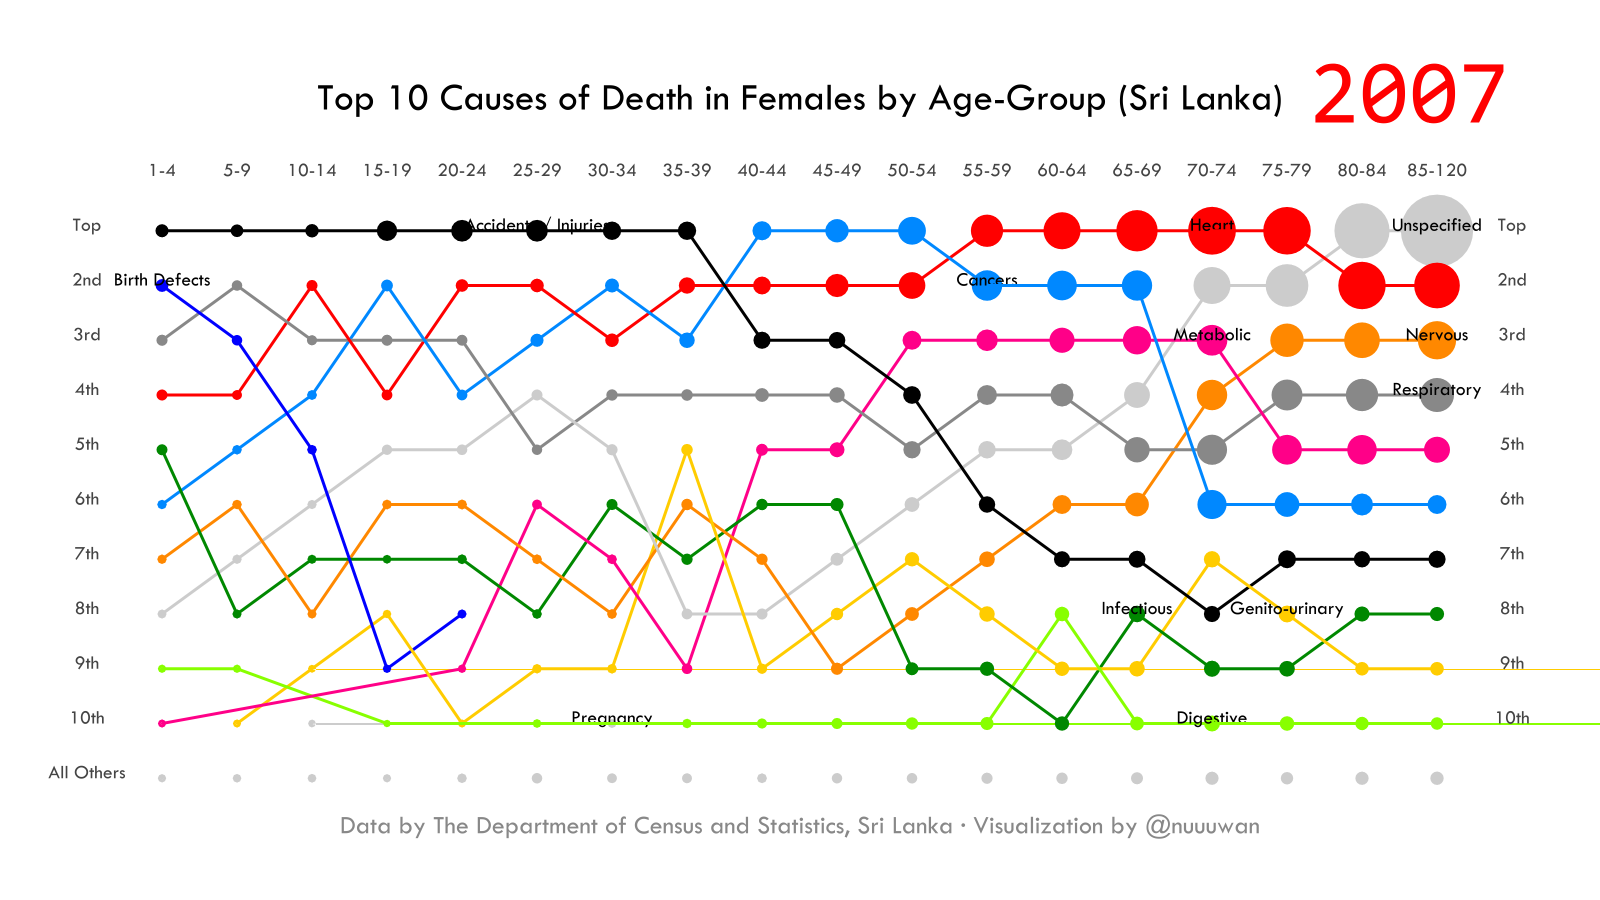 Top 10 Causes of Death in Females by Age-Group (Sri Lanka) 2007
1-4 5-9 10-14 15-19 20-24 25-29 30-34 35-39 40-44 45-49 50-54 55-59 60-64 65-69 70-74 75-79 80-84 85-120
Top Accidents / Injuries Heart Unspecified Top
2nd Birth Defects Cancers 2nd
3rd Metabolic Nervous 3rd
4th Respiratory 4th
5th 5th
6th 6th
7th 7th
8th Infectious Genito-urinary 8th
9th 9th
10th Pregnancy Digestive 10th
All Others
Data by The Department of Census and Statistics, Sri Lanka · Visualization by @nuuuwan